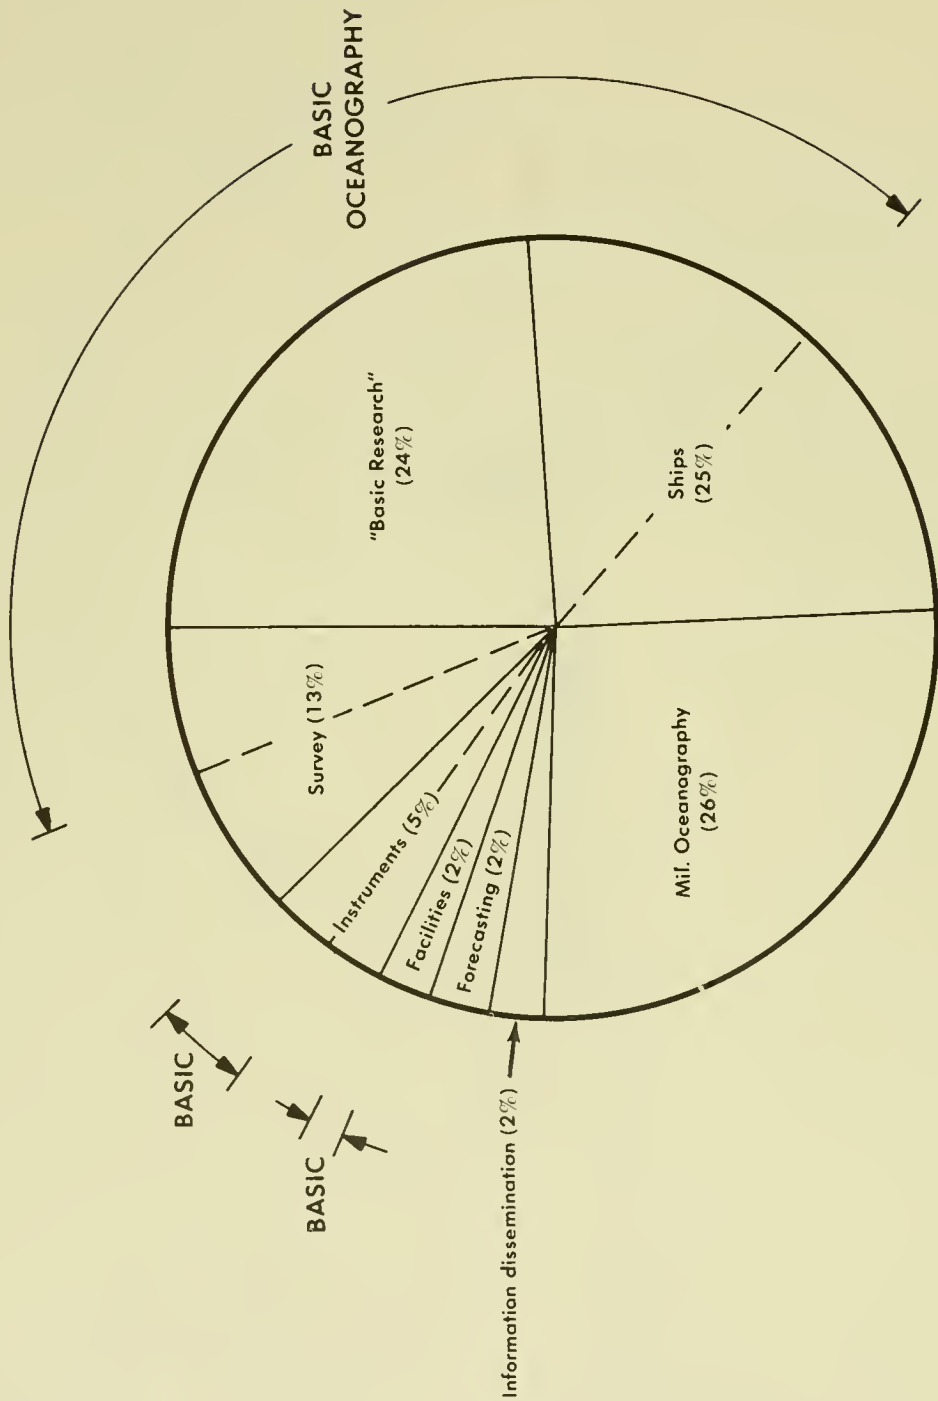 BASIC
OCEANOGRAPHY
"Basic Research"
(24%)
Ships
(25%)
Survey (13%)
Instruments (5%)
Facilities (2%)
Forecasting (2%)
Mil. Oceanography
(26%)
BASIC
BASIC
Information dissemination (2%)